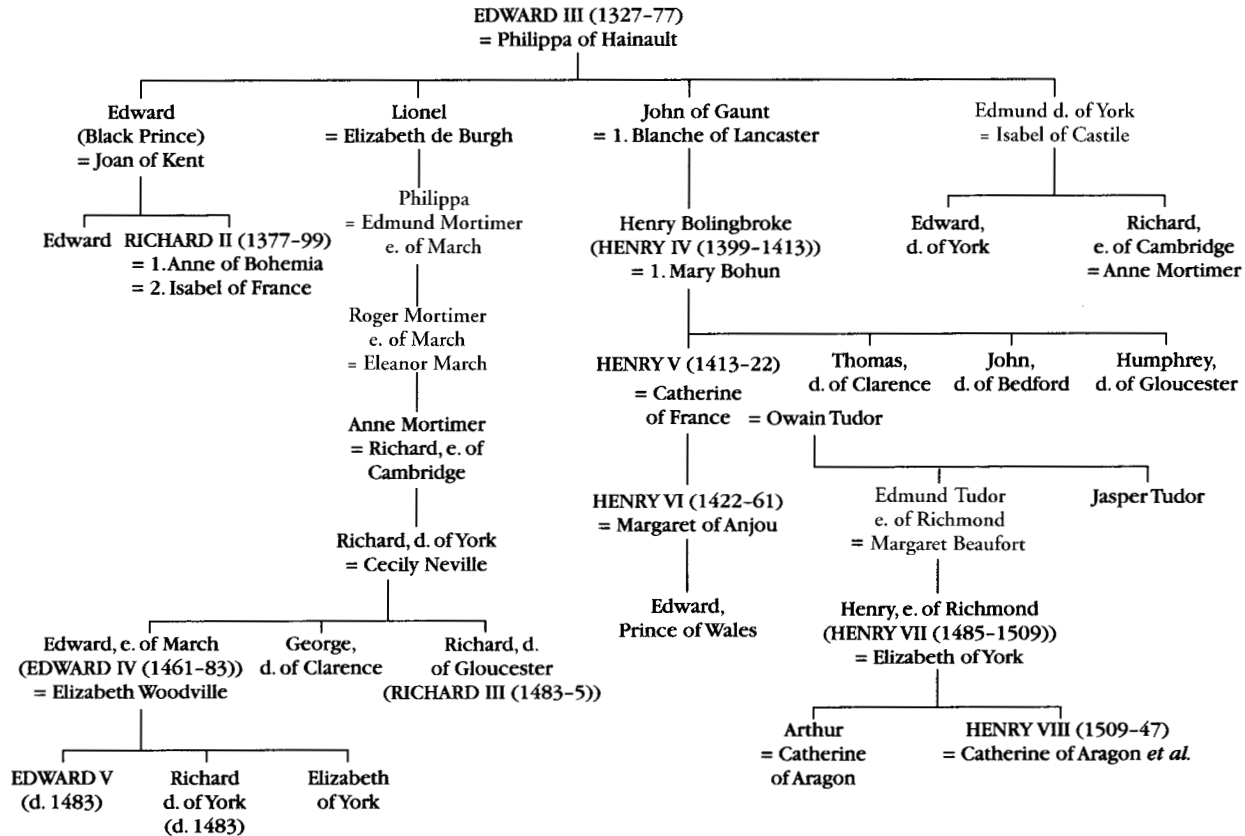 EDWARD III (1327–77)
= Philippa of Hainault
Edward
(Black Prince)
= Joan of Kent
Lionel
= Elizabeth de Burgh
John of Gaunt
= 1. Blanche of Lancaster
Edmund d. of York
= Isabel of Castile
Edward
RICHARD II (1377–99)
= 1. Anne of Bohemia
= 2. Isabel of France
Philippa
= Edmund Mortimer
e. of March
Henry Bolingbroke
(HENRY IV (1399–1413))
= 1. Mary Bohun
Edward,
d. of York
Richard,
e. of Cambridge
= Anne Mortimer
Roger Mortimer
e. of March
= Eleanor March
HENRY V (1413–22)
= Catherine
of France
= Owain Tudor
Thomas,
d. of Clarence
John,
d. of Bedford
Humphrey,
d. of Gloucester
Anne Mortimer
= Richard, e. of
Cambridge
HENRY VI (1422–61)
= Margaret of Anjou
Edmund Tudor
e. of Richmond
= Margaret Beaufort
Jasper Tudor
Richard, d. of York
= Cecily Neville
Edward,
Prince of Wales
Henry, e. of Richmond
(HENRY VII (1485–1509))
= Elizabeth of York
Edward, e. of March
(EDWARD IV (1461–83))
= Elizabeth Woodville
George,
d. of Clarence
Richard, d.
of Gloucester
(RICHARD III (1483–5))
Arthur
= Catherine
of Aragon
HENRY VIII (1509–47)
= Catherine of Aragon et al.
EDWARD V
(d. 1483)
Richard
d. of York
(d. 1483)
Elizabeth
of York